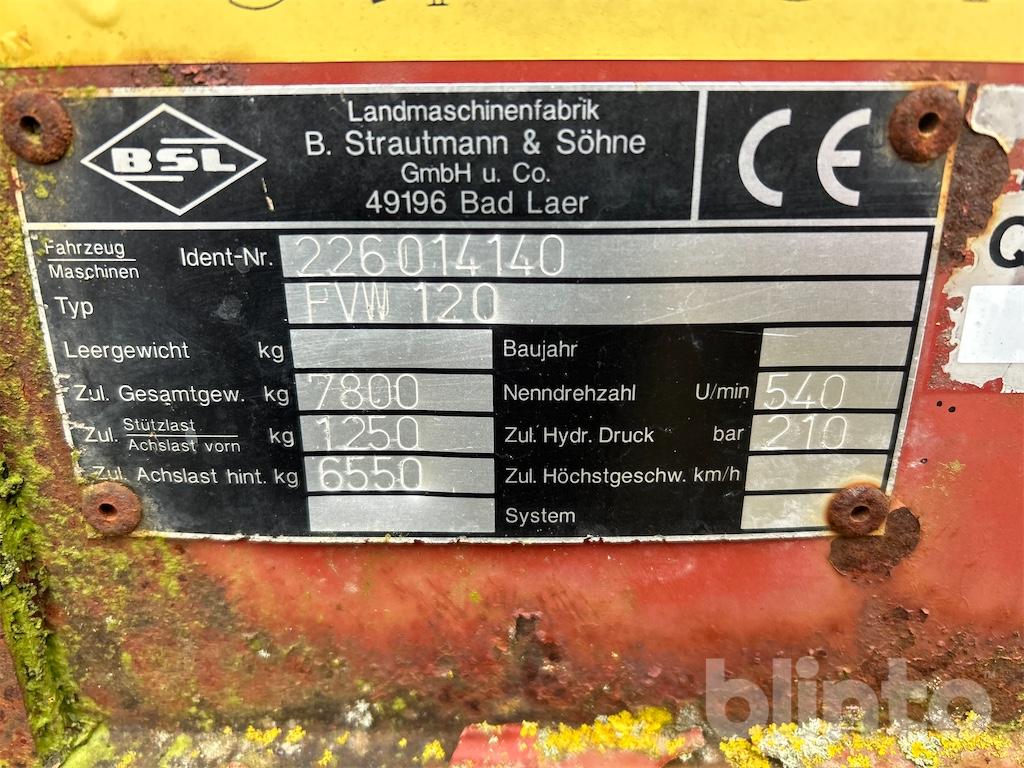 BSL
Landmaschinenfabrik
B. Strautmann & Söhne
GmbH u. Co.
49196 Bad Laer
CE
Fahrzeug
Maschinen Ident-Nr. 226014140
Typ FVW 120
Leergewicht kg
Baujahr
Zul. Gesamtgew. kg 7800
Nenndrehzahl U/min 540
Zul. Stützlast
Achslast vorn kg 1250
Zul. Hydr. Druck bar 210
Zul. Achslast hint. kg 6550
Zul. Höchstgeschw. km/h
System
Q
blinto